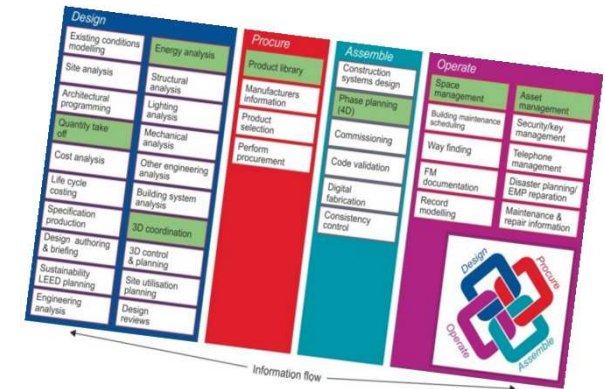 Design
Existing conditions
modelling
Site analysis
Architectural
programming
Quantity take
off
Cost analysis
Life cycle
costing
Specification
production
Design authoring
& briefing
Sustainability
LEED planning
Engineering
analysis
Energy analysis
Structural
analysis
Lighting
analysis
Mechanical
analysis
Other engineering
analysis
Building system
analysis
3D coordination
3D control
& planning
Site utilisation
planning
Design
reviews
Procure
Product library
Manufacturers
information
Product
selection
Perform
procurement
Assemble
Construction
systems design
Phase planning
(4D)
Commissioning
Code validation
Digital
fabrication
Consistency
control
Operate
Space
management
Building maintenance
scheduling
Way finding
FM
documentation
Record
modelling
Asset
management
Security/key
management
Telephone
management
Disaster planning/
EMP reparation
Maintenance &
repair information
Design
Procure
Operate
Assemble
Information flow